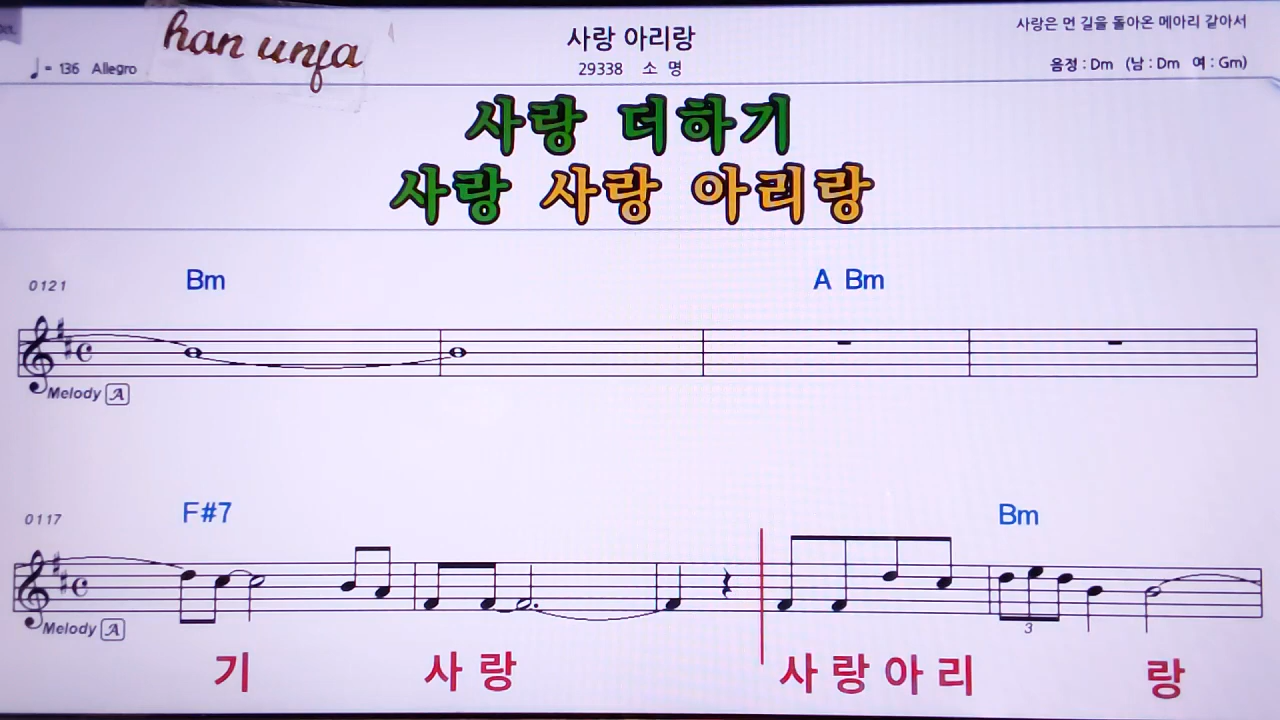 han unfa
사랑 아리랑
사랑은 먼 길을 돌아온 메아리 같아서
♩= 136 Allegro
29338 소 명
음정 : Dm (남 : Dm 여 : Gm)
사랑 더하기
사랑 사랑 아리랑
0121 Bm A Bm
Melody A
0117 F#7 Bm
Melody A
3
기 사 랑 사 랑 아 리 랑